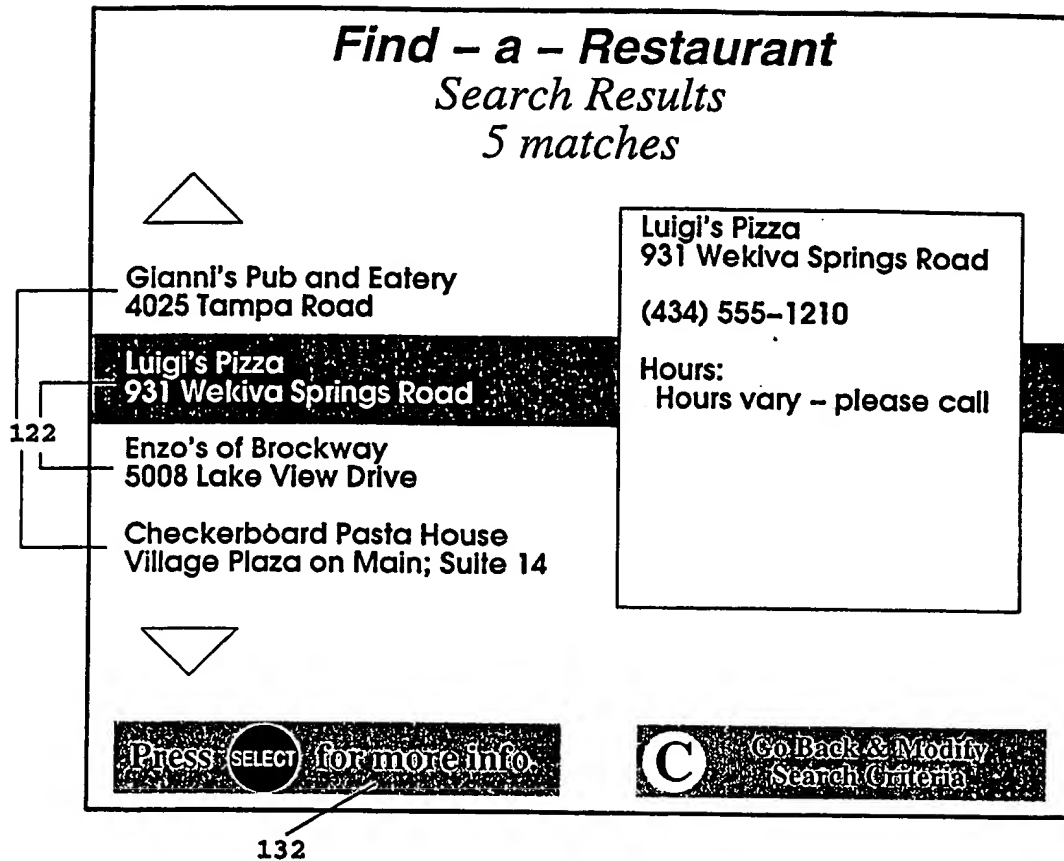 Find – a – Restaurant
Search Results
5 matches
Gianni's Pub and Eatery
4025 Tampa Road
Luigi's Pizza
931 Wekiva Springs Road
Enzo's of Brockway
5008 Lake View Drive
Checkerboard Pasta House
Village Plaza on Main; Suite 14
122
Luigi's Pizza
931 Wekiva Springs Road
(434) 555–1210
Hours:
Hours vary – please call
Press SELECT for more info.
C Go Back & Modify
Search Criteria
132